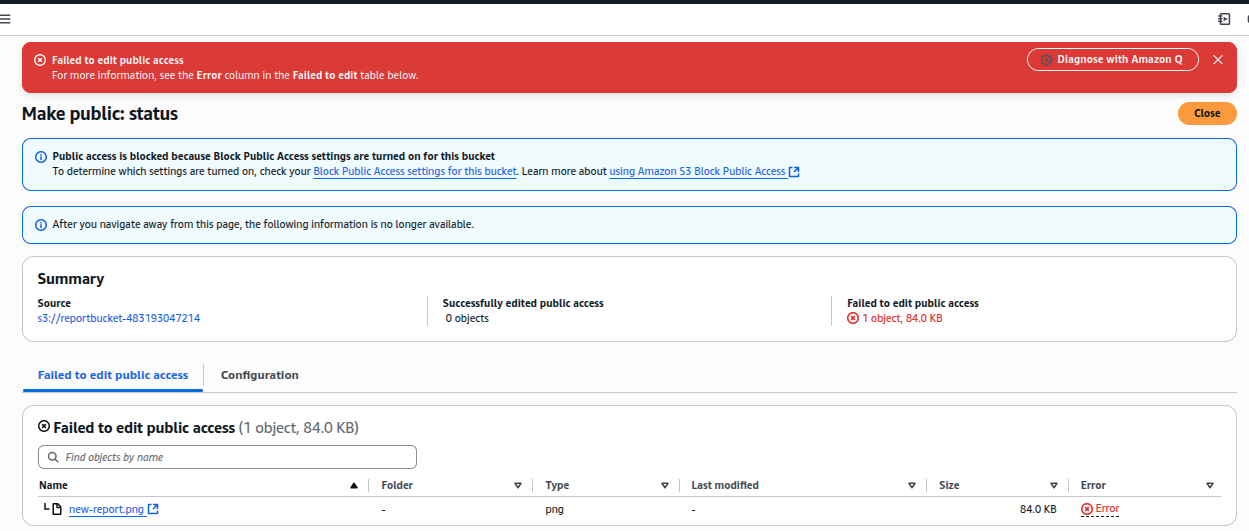 Failed to edit public access
For more information, see the Error column in the Failed to edit table below.
Diagnose with Amazon Q
Make public: status
Close
Public access is blocked because Block Public Access settings are turned on for this bucket
To determine which settings are turned on, check your Block Public Access settings for this bucket. Learn more about using Amazon S3 Block Public Access
After you navigate away from this page, the following information is no longer available.
Summary
Source
s3://reportbucket-483193047214
Successfully edited public access
0 objects
Failed to edit public access
1 object, 84.0 KB
Failed to edit public access
Configuration
Failed to edit public access (1 object, 84.0 KB)
Find objects by name
Name Folder Type Last modified Size Error
new-report.png - png - 84.0 KB Error